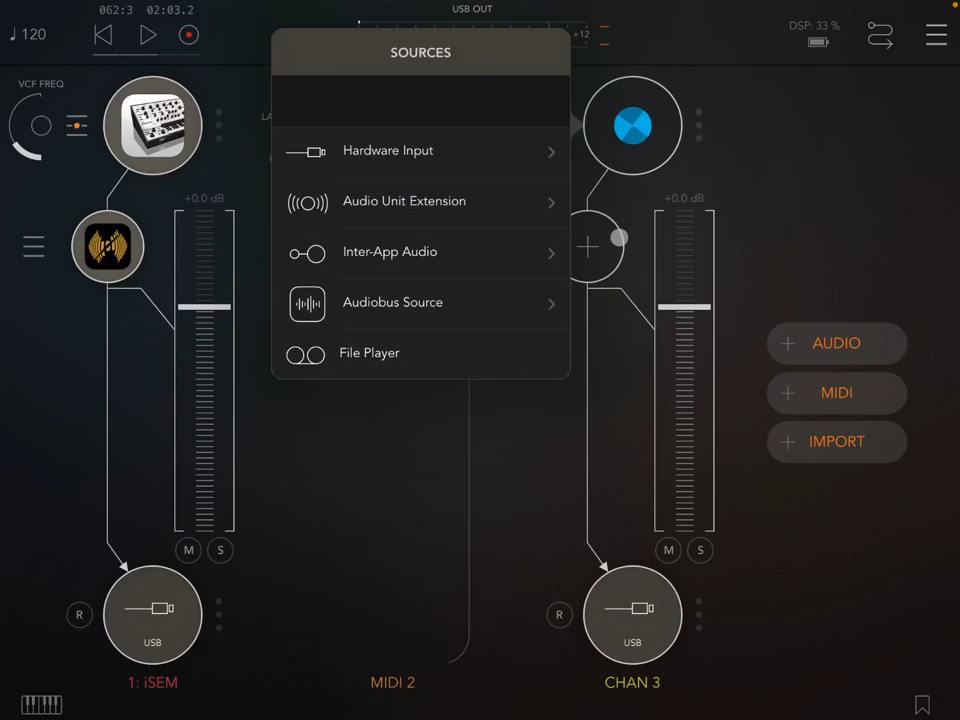 062:3 02:03.2
USB OUT
♩ 120
+12
DSP: 33 %
SOURCES
VCF FREQ
LA
Hardware Input
+0.0 dB
+0.0 dB
Audio Unit Extension
Inter-App Audio
Audiobus Source
File Player
+ AUDIO
+ MIDI
+ IMPORT
M S
M S
R
R
USB
USB
1: iSEM
MIDI 2
CHAN 3